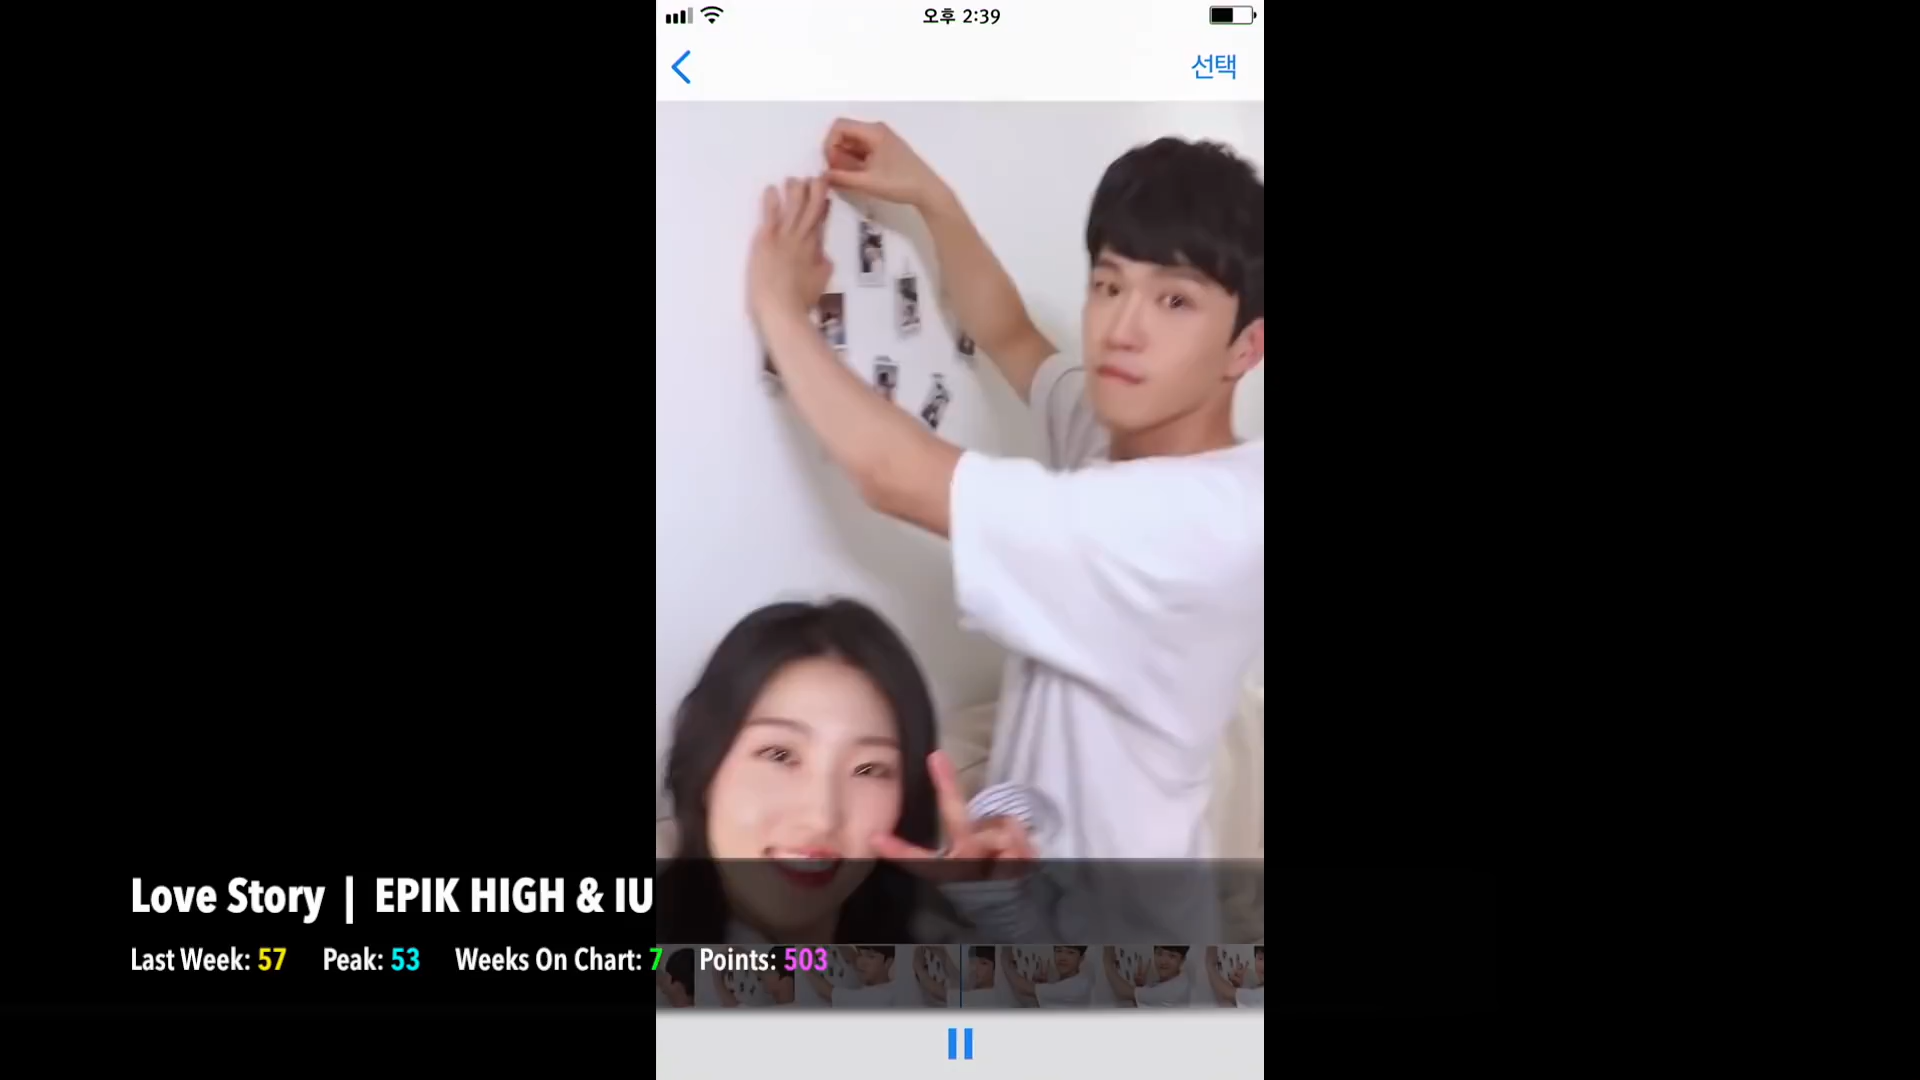 오후 2:39
선택
Love Story | EPIK HIGH & IU
Last Week: 57 Peak: 53 Weeks On Chart: 7 Points: 503